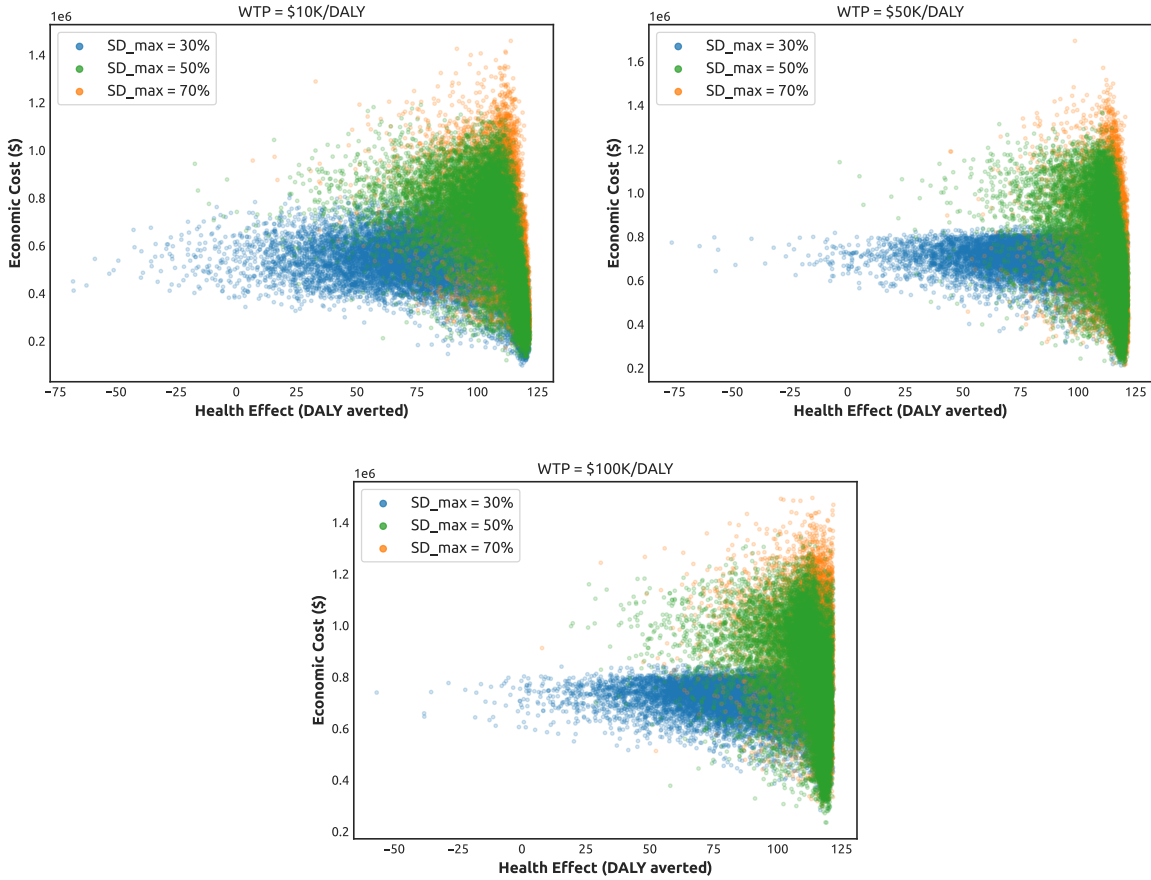 WTP = $10K/DALY
1e6
SD_max = 30%
SD_max = 50%
SD_max = 70%
1.4
1.2
1.0
0.8
0.6
0.4
0.2
Economic Cost ($)
−75 −50 −25 0 25 50 75 100 125
Health Effect (DALY averted)
WTP = $50K/DALY
1e6
SD_max = 30%
SD_max = 50%
SD_max = 70%
1.6
1.4
1.2
1.0
0.8
0.6
0.4
0.2
Economic Cost ($)
−75 −50 −25 0 25 50 75 100 125
Health Effect (DALY averted)
WTP = $100K/DALY
1e6
SD_max = 30%
SD_max = 50%
SD_max = 70%
1.4
1.2
1.0
0.8
0.6
0.4
0.2
Economic Cost ($)
−50 −25 0 25 50 75 100 125
Health Effect (DALY averted)